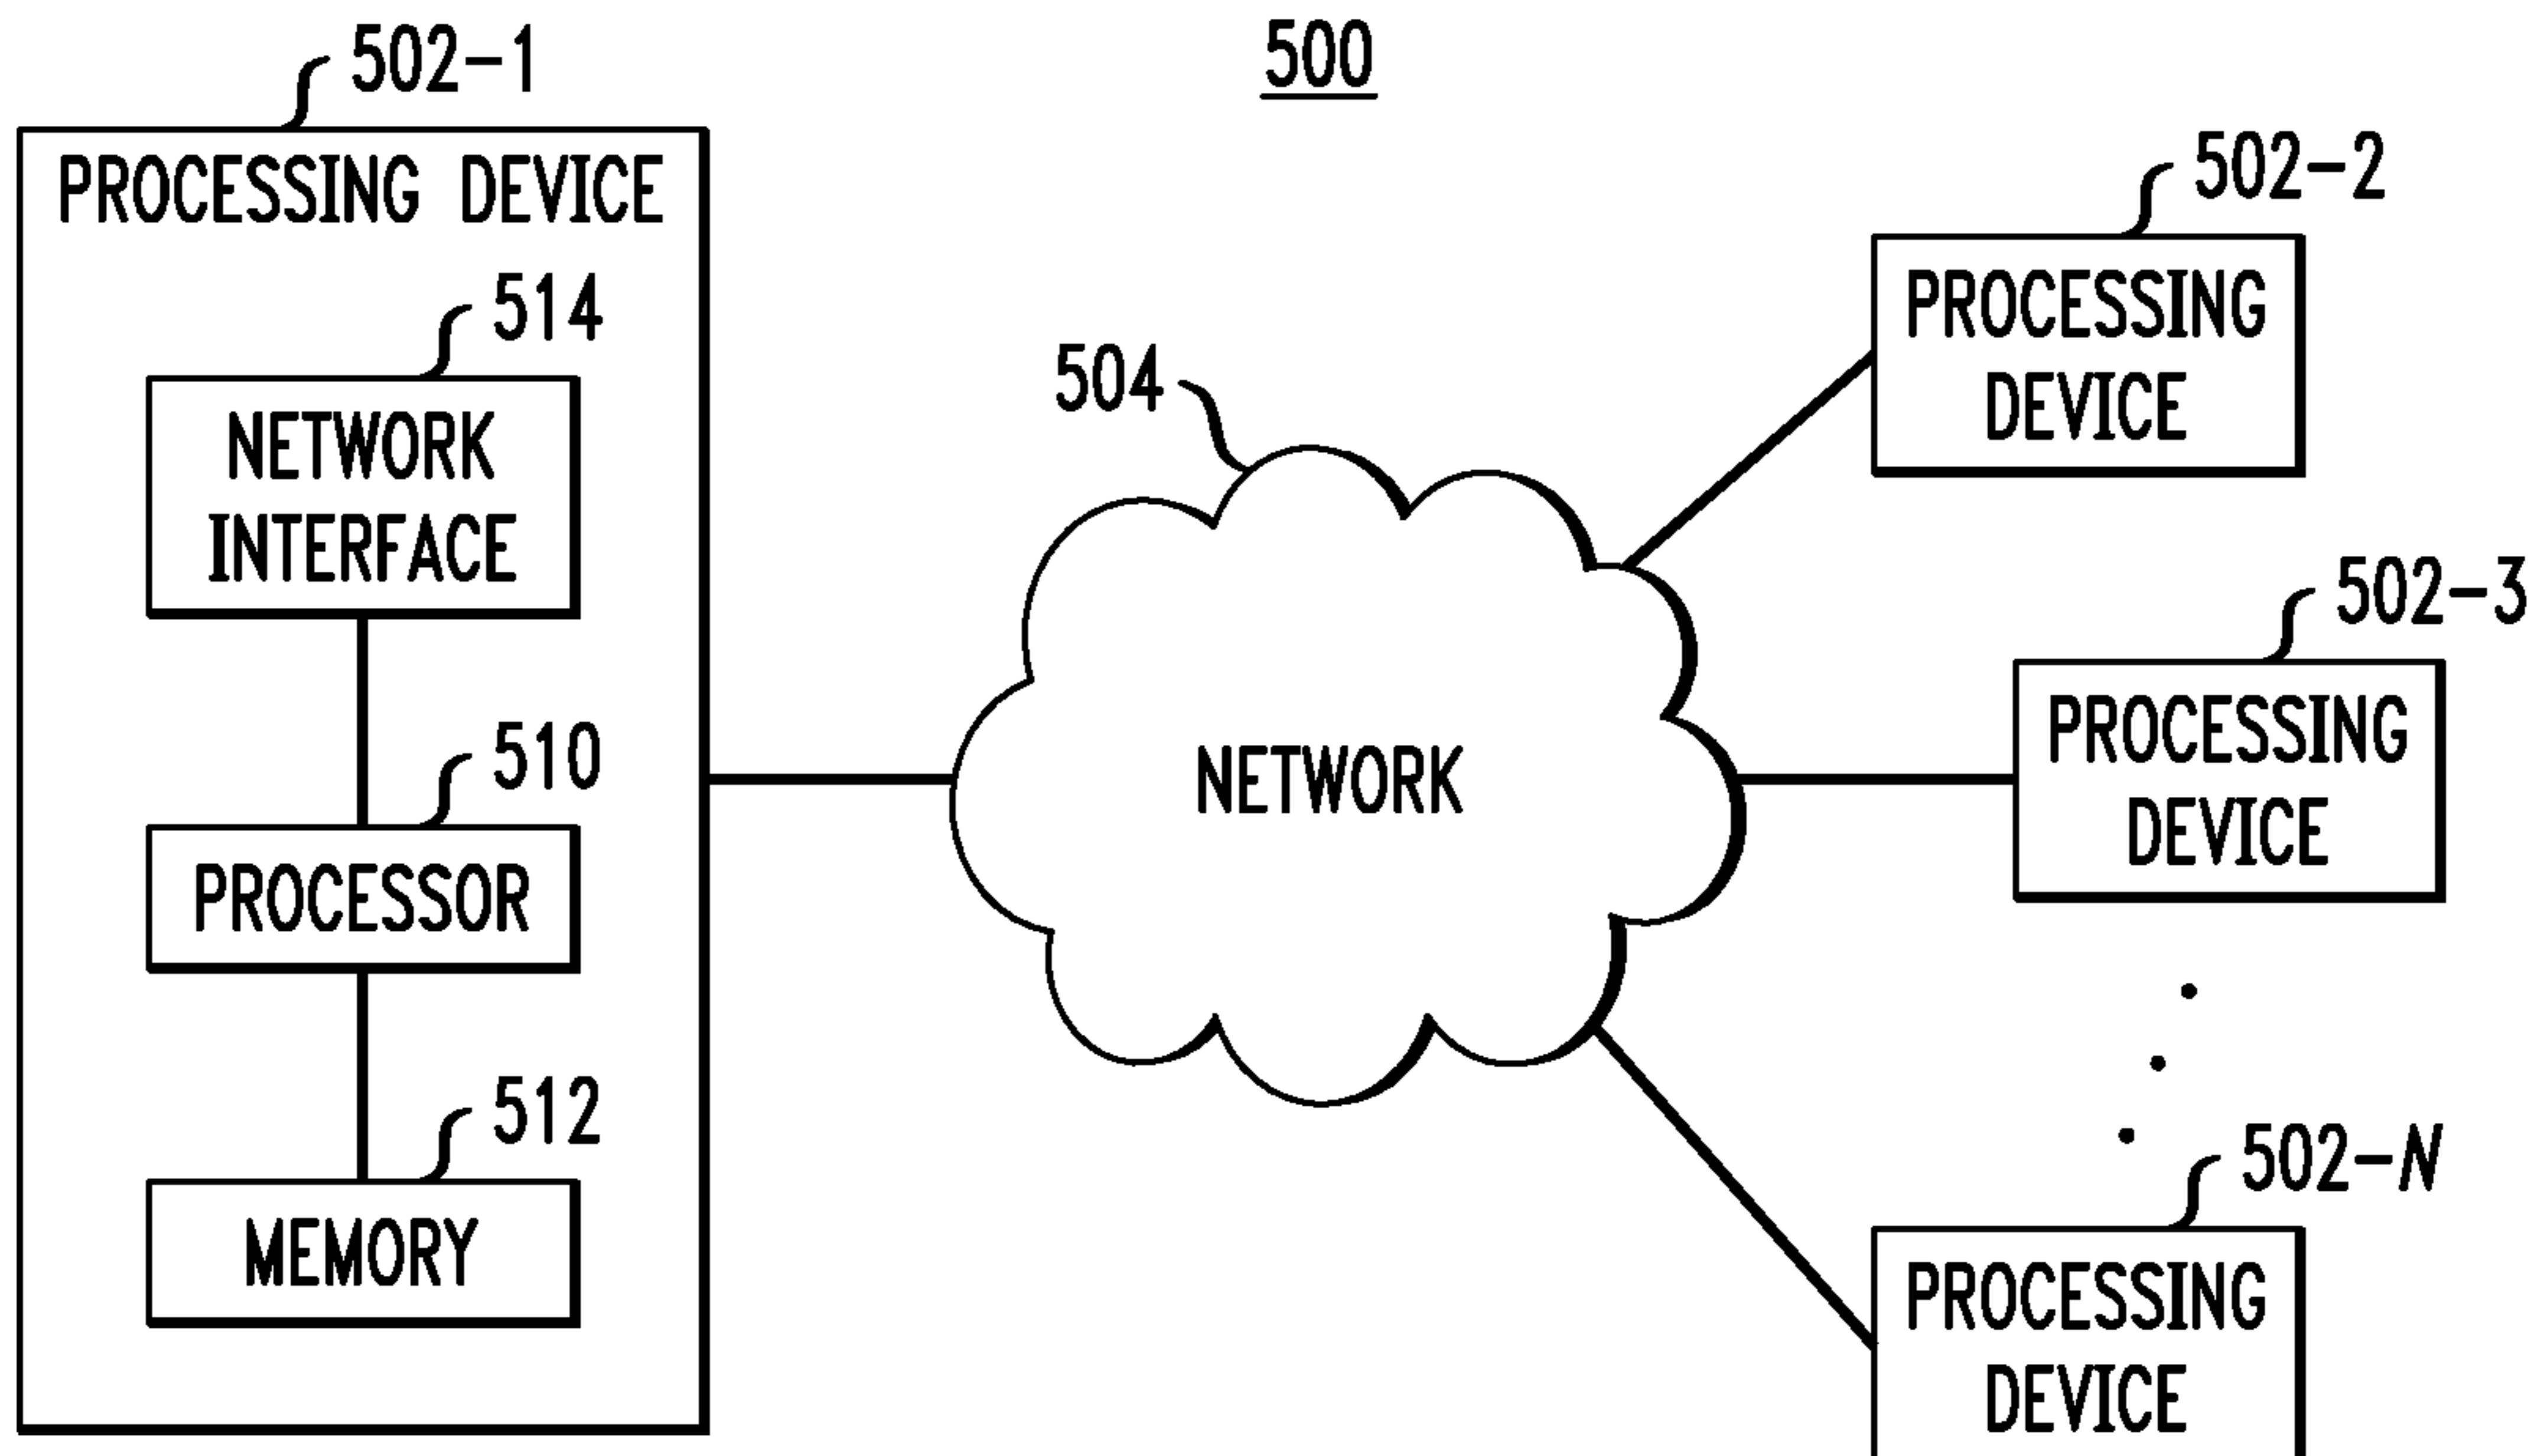 500
502-1
PROCESSING DEVICE
514
NETWORK
INTERFACE
510
PROCESSOR
512
MEMORY
504
NETWORK
502-2
PROCESSING
DEVICE
502-3
PROCESSING
DEVICE
502-N
PROCESSING
DEVICE